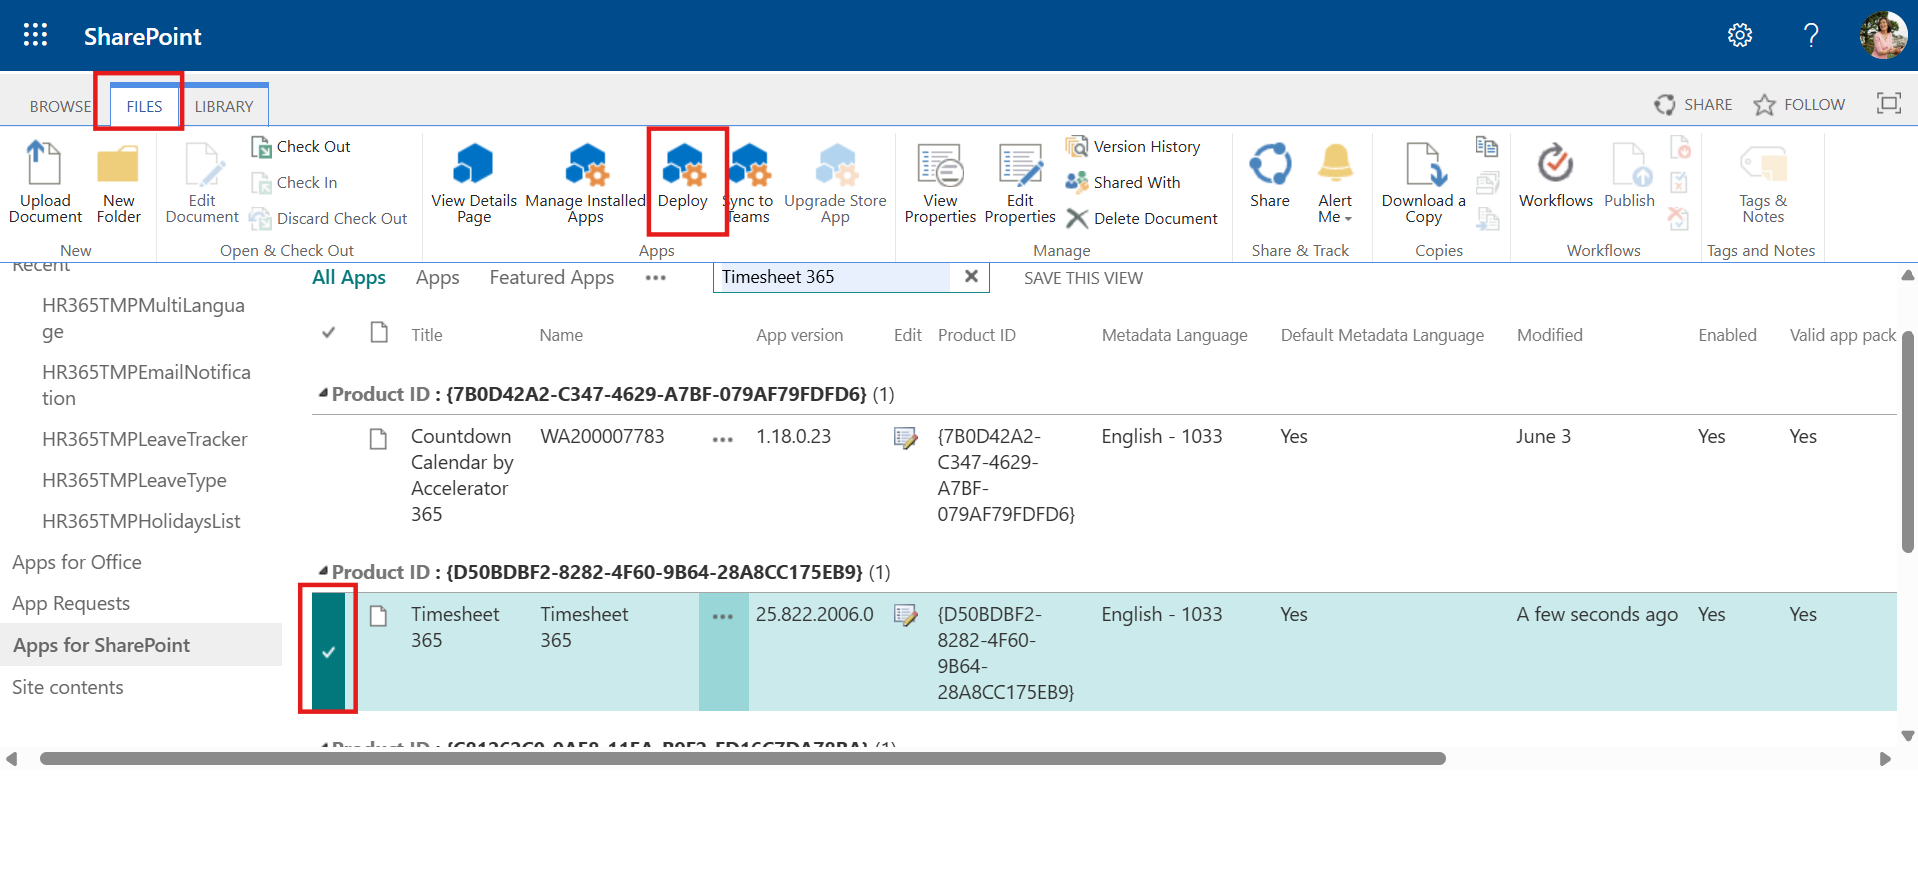 SharePoint
?
BROWSE
FILES
LIBRARY
SHARE
FOLLOW
Upload
Document
New
Folder
New
Edit
Document
Check Out
Check In
Discard Check Out
Open & Check Out
View Details
Page
Manage Installed
Apps
Deploy
Sync to
Teams
Upgrade Store
App
Apps
View
Properties
Edit
Properties
Version History
Shared With
Delete Document
Manage
Share
Alert
Me
Share & Track
Download a
Copy
Copies
Workflows
Publish
Workflows
Tags &
Notes
Tags and Notes
Recent
HR365TMPMultiLangua
ge
HR365TMPEmailNotifica
tion
HR365TMPLeaveTracker
HR365TMPLeaveType
HR365TMPHolidaysList
Apps for Office
App Requests
Apps for SharePoint
Site contents
All Apps
Apps
Featured Apps
•••
Timesheet 365
SAVE THIS VIEW
Title
Name
App version
Edit
Product ID
Metadata Language
Default Metadata Language
Modified
Enabled
Valid app pack
Product ID : {7B0D42A2-C347-4629-A7BF-079AF79FDFD6} (1)
Countdown
Calendar by
Accelerator
365
WA200007783
•••
1.18.0.23
{7B0D42A2-
C347-4629-
A7BF-
079AF79FDFD6}
English - 1033
Yes
June 3
Yes
Yes
Product ID : {D50BDBF2-8282-4F60-9B64-28A8CC175EB9} (1)
Timesheet
365
Timesheet
365
•••
25.822.2006.0
{D50BDBF2-
8282-4F60-
9B64-
28A8CC175EB9}
English - 1033
Yes
A few seconds ago
Yes
Yes
Product ID :